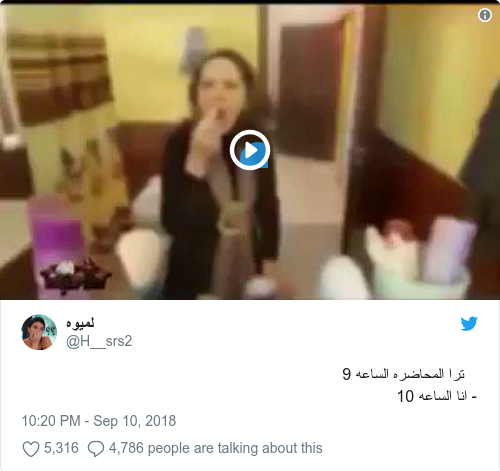 لميوه
@H__srs2
ترا المحاضره الساعه 9
- انا الساعه 10
10:20 PM - Sep 10, 2018
5,316 4,786 people are talking about this